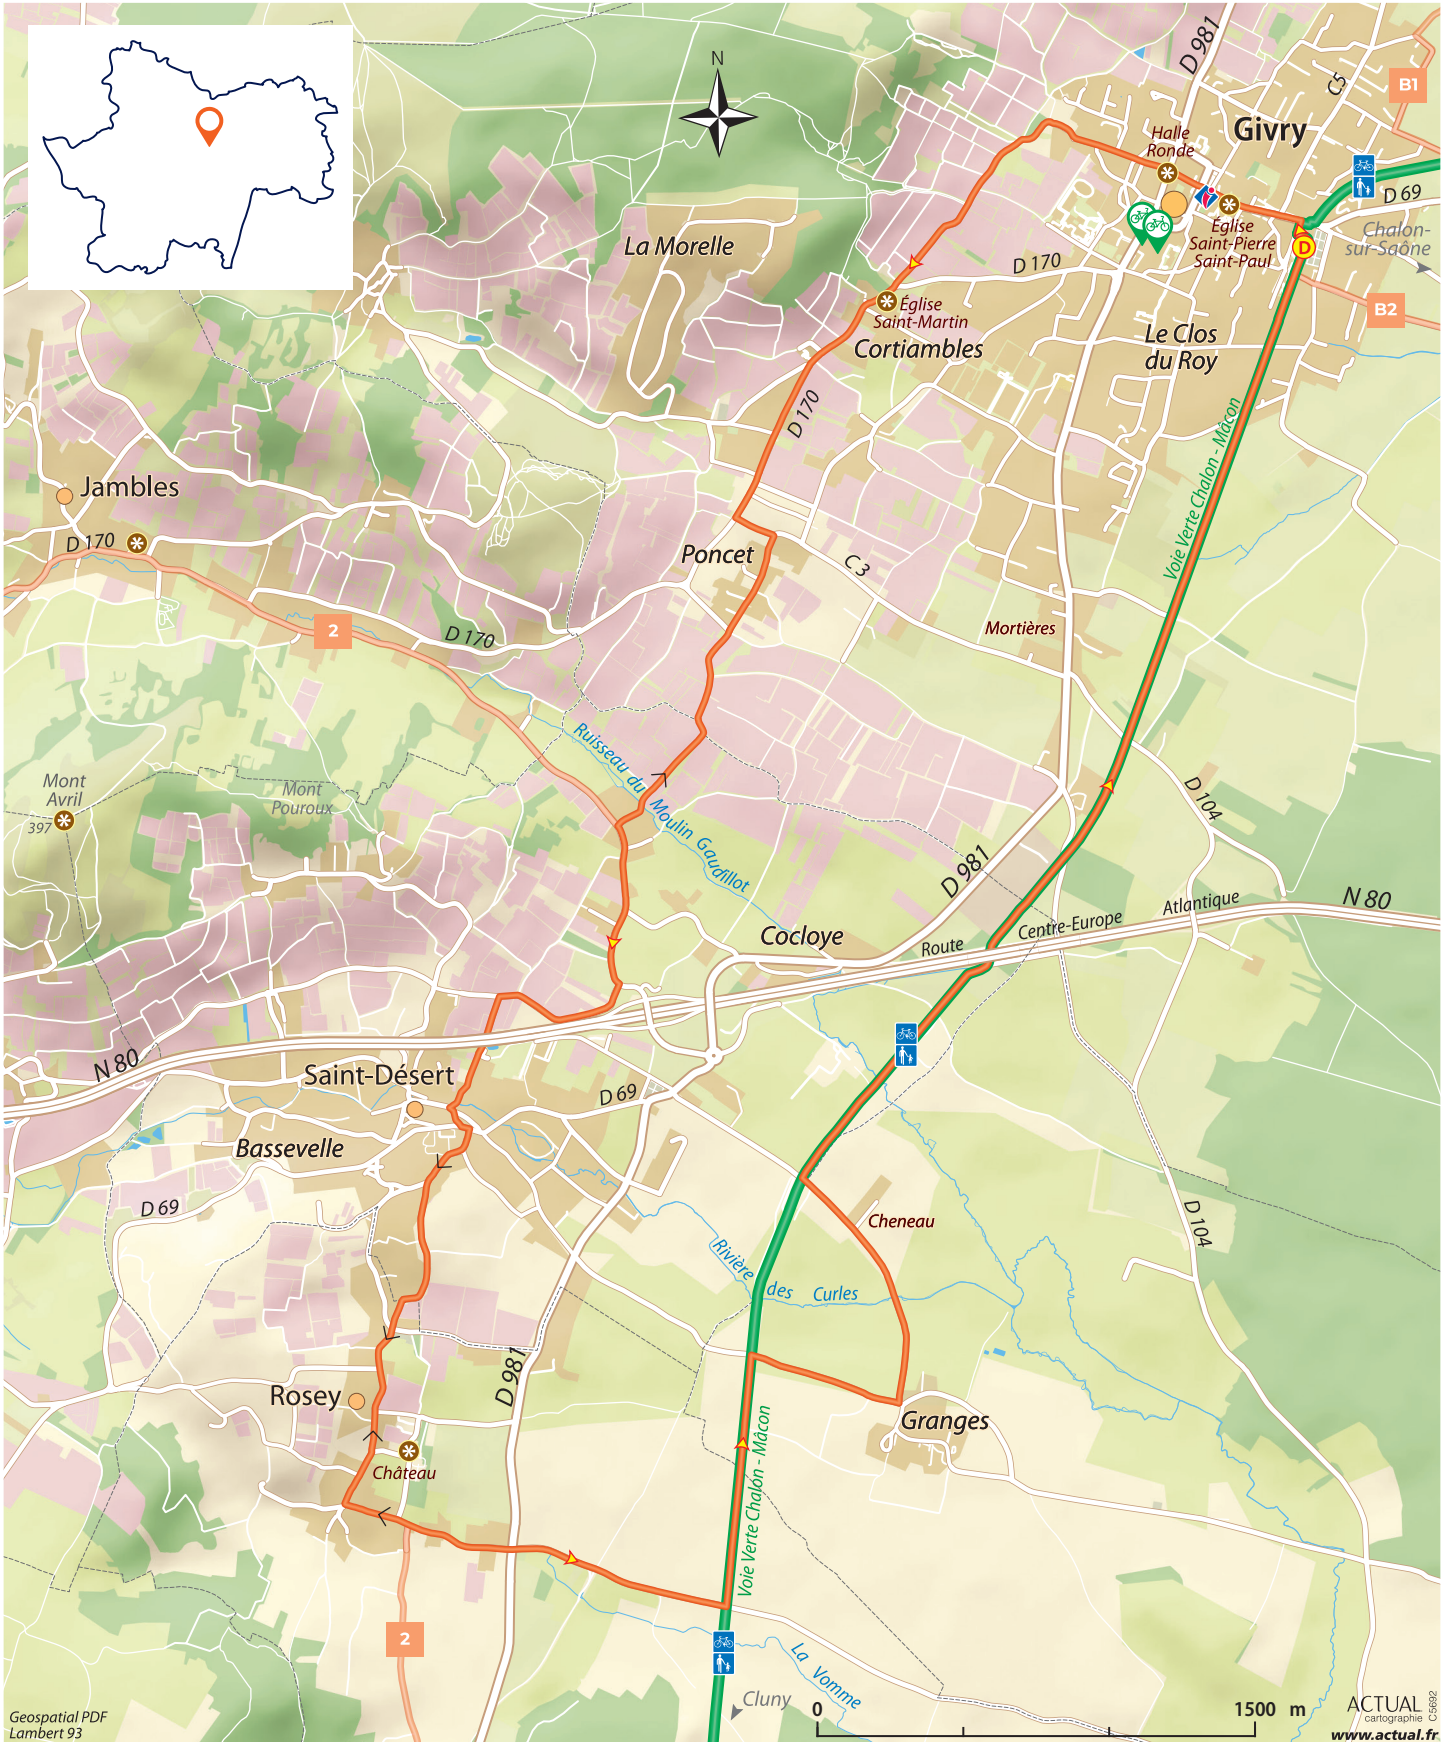 N
D 981
C5
B1
Givry
Halle
Ronde
D 69
Chalon-
sur-Saône
Église
Saint-Pierre
Saint-Paul
D
La Morelle
D 170
B2
Église
Saint-Martin
Cortiambles
Le Clos
du Roy
D 170
Voie Verte Chalon - Mâcon
Jambles
D 170
Poncet
C 3
2
D 170
Mortières
Ruisseau du Moulin Gaudillot
Mont
Avril
397
Mont
Pouroux
D 104
D 981
N 80
Cocloye
Route Centre-Europe Atlantique
N 80
Saint-Désert
D 69
Bassevelle
D 69
Cheneau
D 104
Rivière des Curles
D 981
Rosey
Granges
Château
Voie Verte Chalon - Mâcon
2
La Vomme
Cluny
0 1500 m
Geospatial PDF
Lambert 93
ACTUAL
cartographie
C5692
www.actual.fr